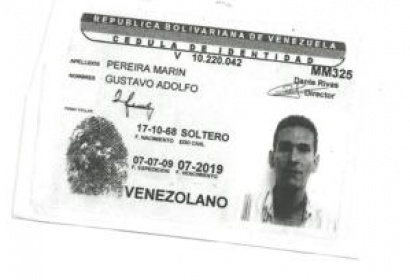 REPUBLICA BOLIVARIANA DE VENEZUELA
CEDULA DE IDENTIDAD
V 10.220.042
MM325
APELLIDOS PEREIRA MARIN
NOMBRES GUSTAVO ADOLFO
Dante Rivas
Director
17-10-68 SOLTERO
F. NACIMIENTO EDO CIVIL
07-07-09 07-2019
F. EXPEDICION F. VENCIMIENTO
VENEZOLANO